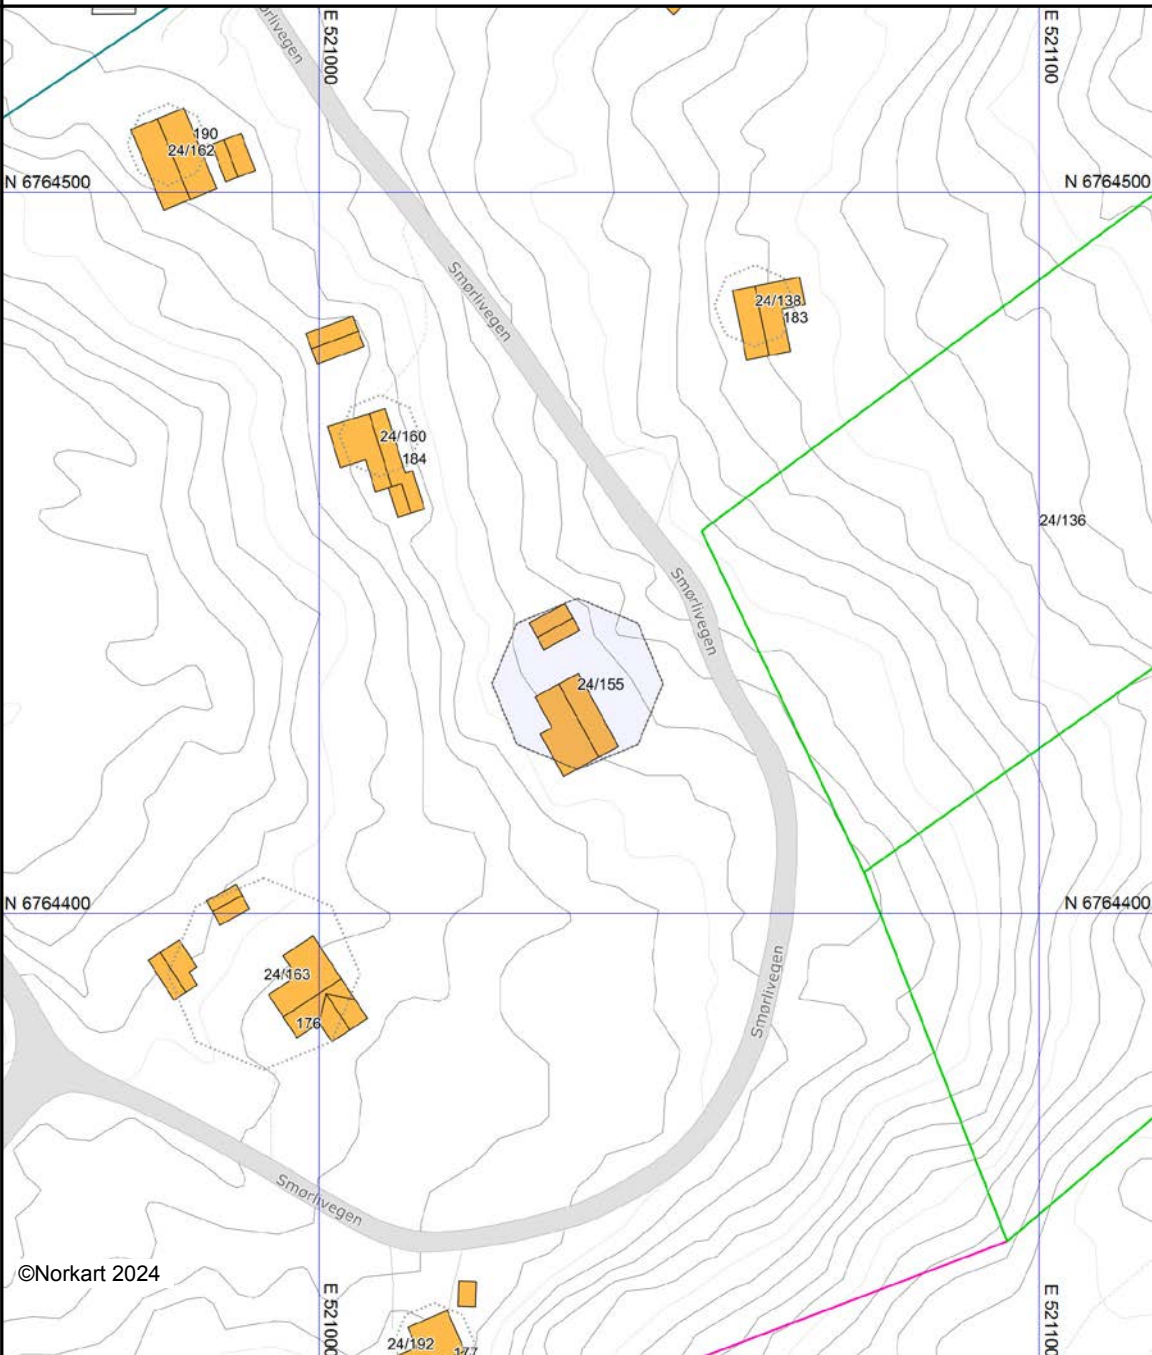 Smørlivegen
E 521000
E 521100
190
24/162
N 6764500
N 6764500
Smørlivegen
24/138
183
24/160
184
24/136
Smørlivegen
24/155
N 6764400
N 6764400
24/163
176
Smørlivegen
Smørlivegen
©Norkart 2024
E 521000
E 521100
24/192
177